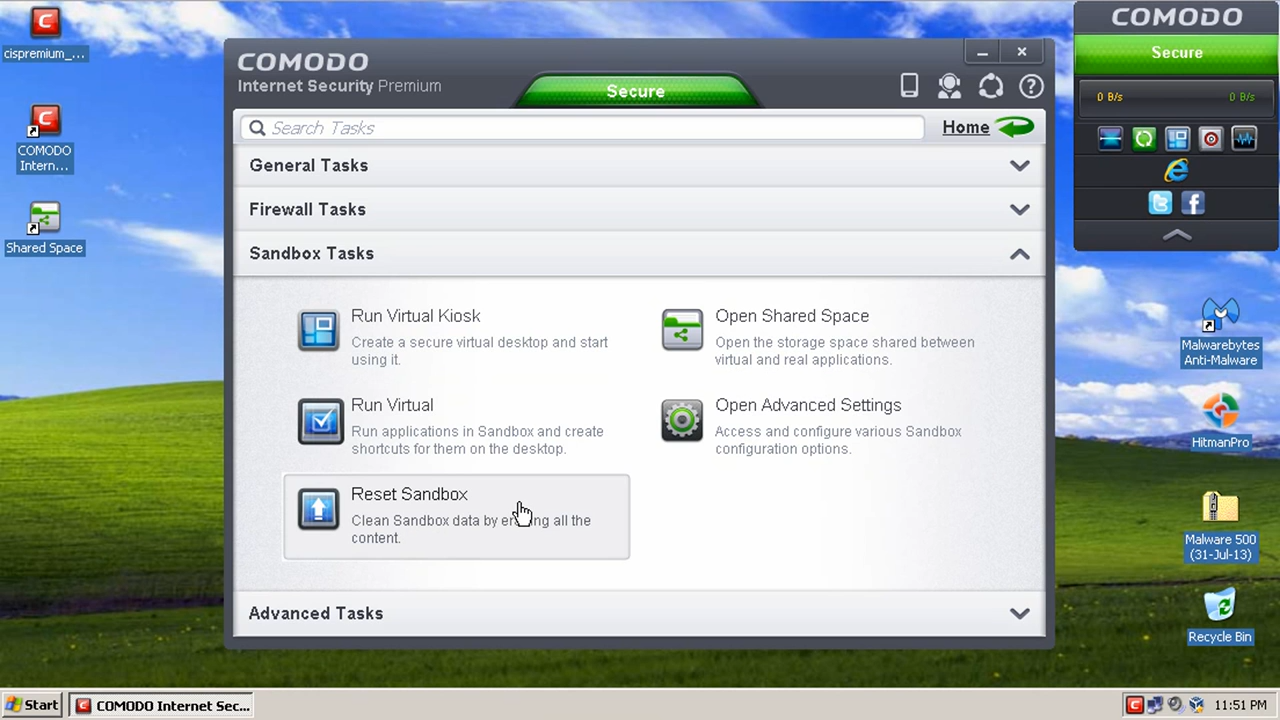 cispremium_...
COMODO
Intern...
Shared Space
COMODO
Internet Security Premium
Secure
Search Tasks
Home
General Tasks
Firewall Tasks
Sandbox Tasks
Run Virtual Kiosk
Create a secure virtual desktop and start
using it.
Open Shared Space
Open the storage space shared between
virtual and real applications.
Run Virtual
Run applications in Sandbox and create
shortcuts for them on the desktop.
Open Advanced Settings
Access and configure various Sandbox
configuration options.
Reset Sandbox
Clean Sandbox data by all the
content.
Advanced Tasks
COMODO
Secure
0 B/s 0 B/s
Malwarebytes
Anti-Malware
HitmanPro
Malware 500
(31-Jul-13)
Recycle Bin
Start
COMODO Internet Sec...
11:51 PM